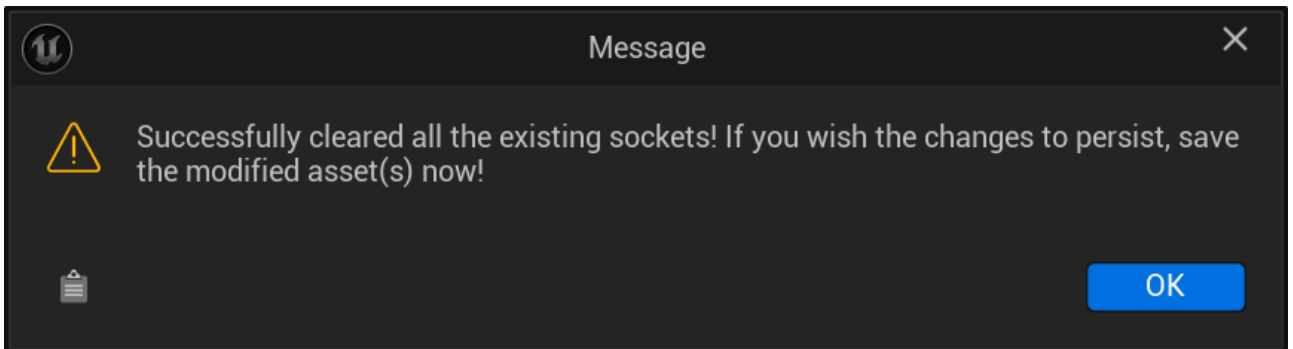 Message
Successfully cleared all the existing sockets! If you wish the changes to persist, save
the modified asset(s) now!
OK